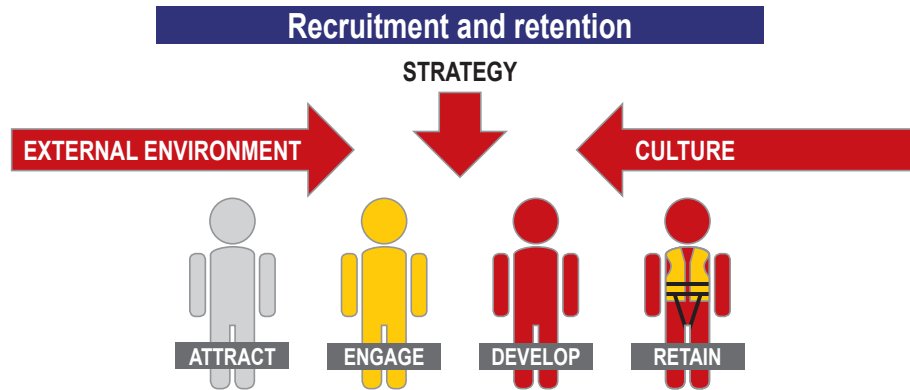 Recruitment and retention
STRATEGY
EXTERNAL ENVIRONMENT
CULTURE
ATTRACT
ENGAGE
DEVELOP
RETAIN